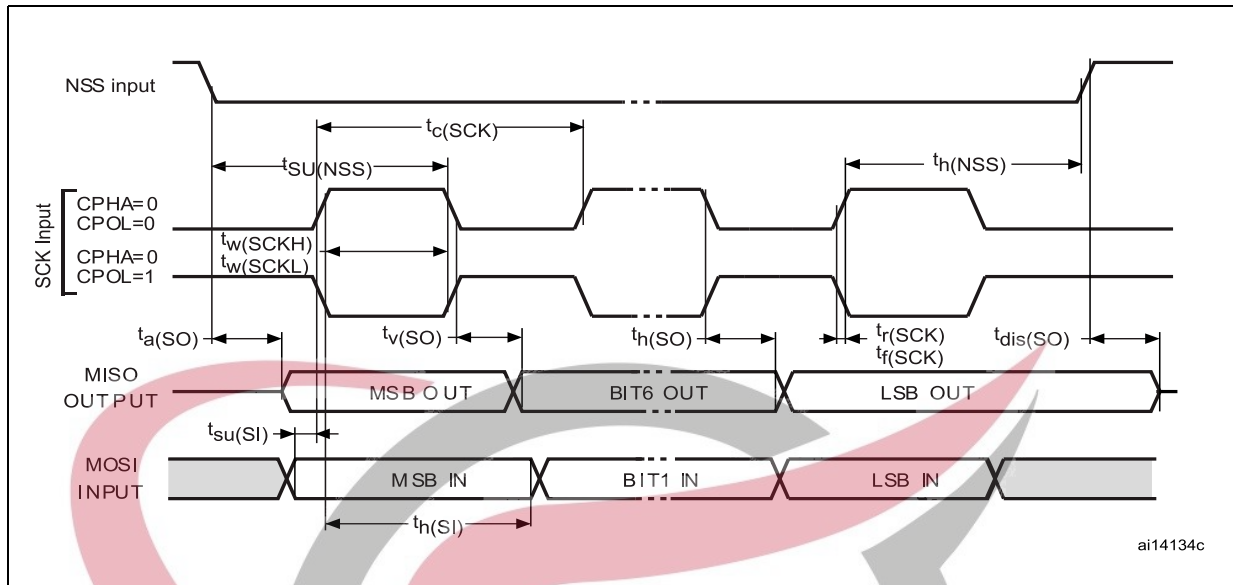 NSS input
tc(SCK)
tSU(NSS)
th(NSS)
SCK Input
CPHA=0
CPOL=0
tw(SCKH)
CPHA=0
tw(SCKL)
CPOL=1
ta(SO)
tv(SO)
th(SO)
tr(SCK)
tf(SCK)
tdis(SO)
MISO
OUTPUT
MSB OUT
BIT6 OUT
LSB OUT
tsu(SI)
MOSI
INPUT
MSB IN
BIT1 IN
LSB IN
th(SI)
ai14134c